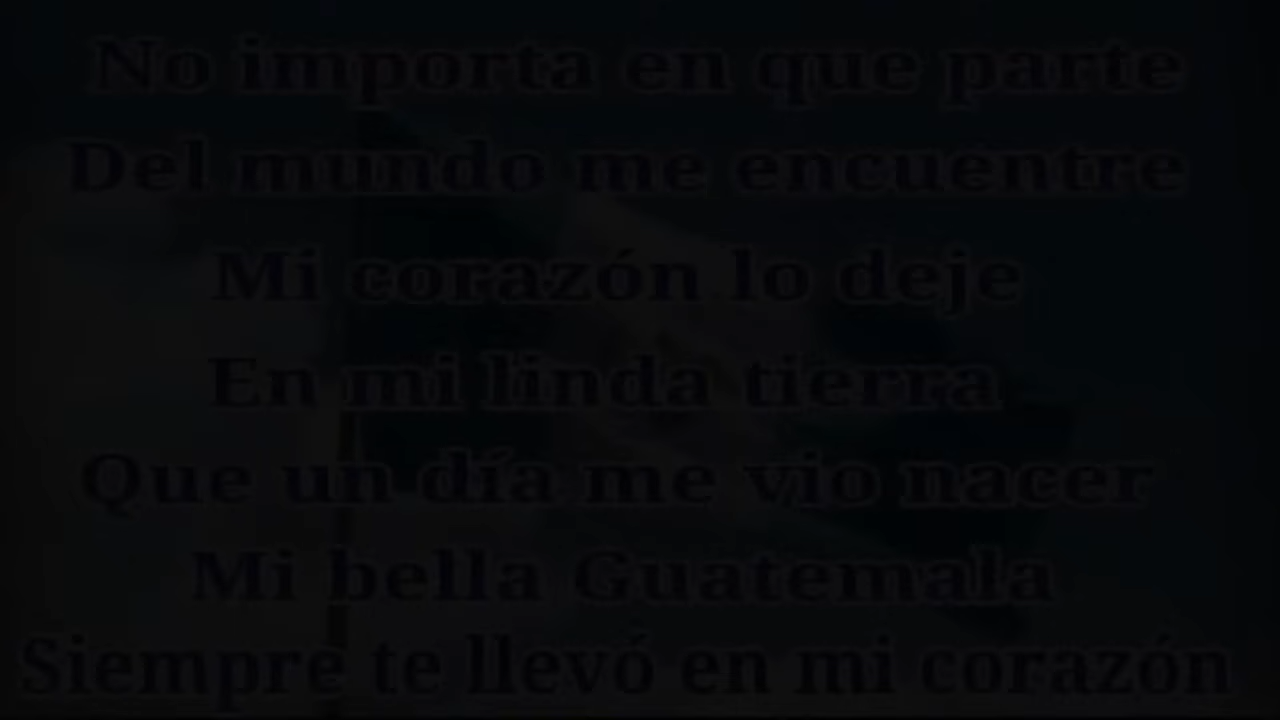 No importa en que parte
Del mundo me encuentre
Mi corazón lo deje
En mi linda tierra
Que un día me vio nacer
Mi bella Guatemala
Siempre te llevó en mi corazón